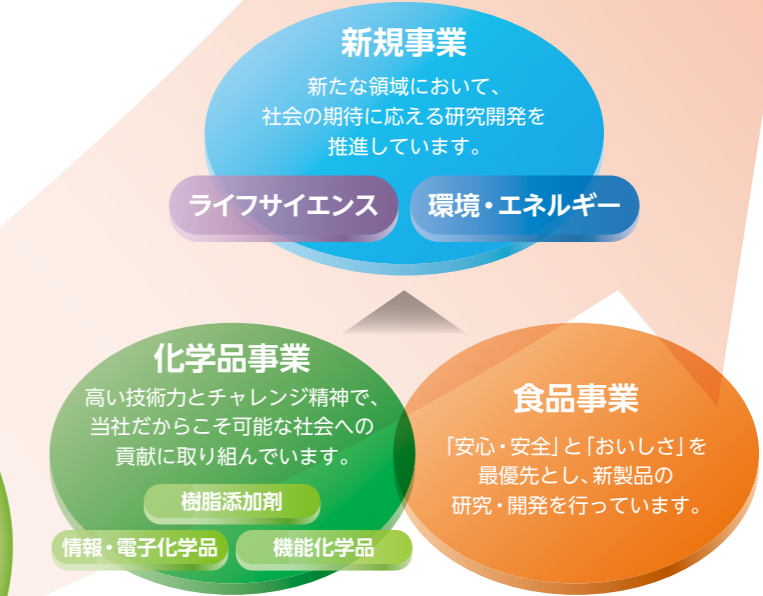 新規事業
新たな領域において、
社会の期待に応える研究開発を
推進しています。
ライフサイエンス
環境・エネルギー
化学品事業
高い技術力とチャレンジ精神で、
当社だからこそ可能な社会への
貢献に取り組んでいます。
樹脂添加剤
情報・電子化学品
機能化学品
食品事業
「安心・安全」と「おいしさ」を
最優先とし、新製品の
研究・開発を行っています。